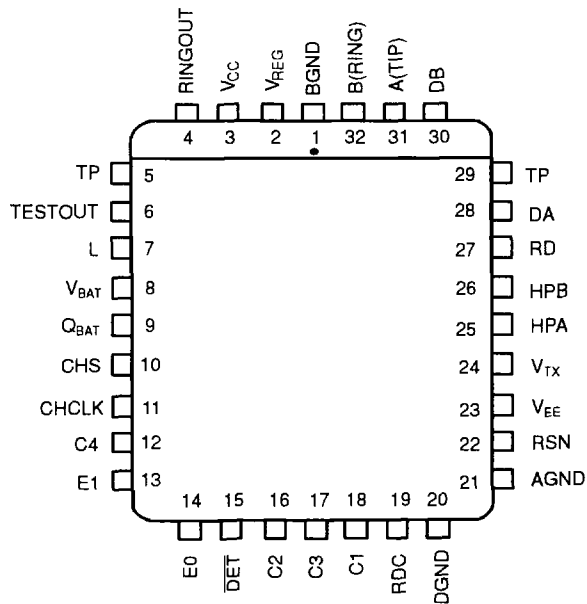 RINGOUT VCC VREG BGND B(RING) A(TIP) DB
4 3 2 1 32 31 30
TP 5 29 TP
TESTOUT 6 28 DA
L 7 27 RD
VBAT 8 26 HPB
QBAT 9 25 HPA
CHS 10 24 VTX
CHCLK 11 23 VEE
C4 12 22 RSN
E1 13 21 AGND
14 15 16 17 18 19 20
E0 D̅E̅T̅ C2 C3 C1 RDC DGND